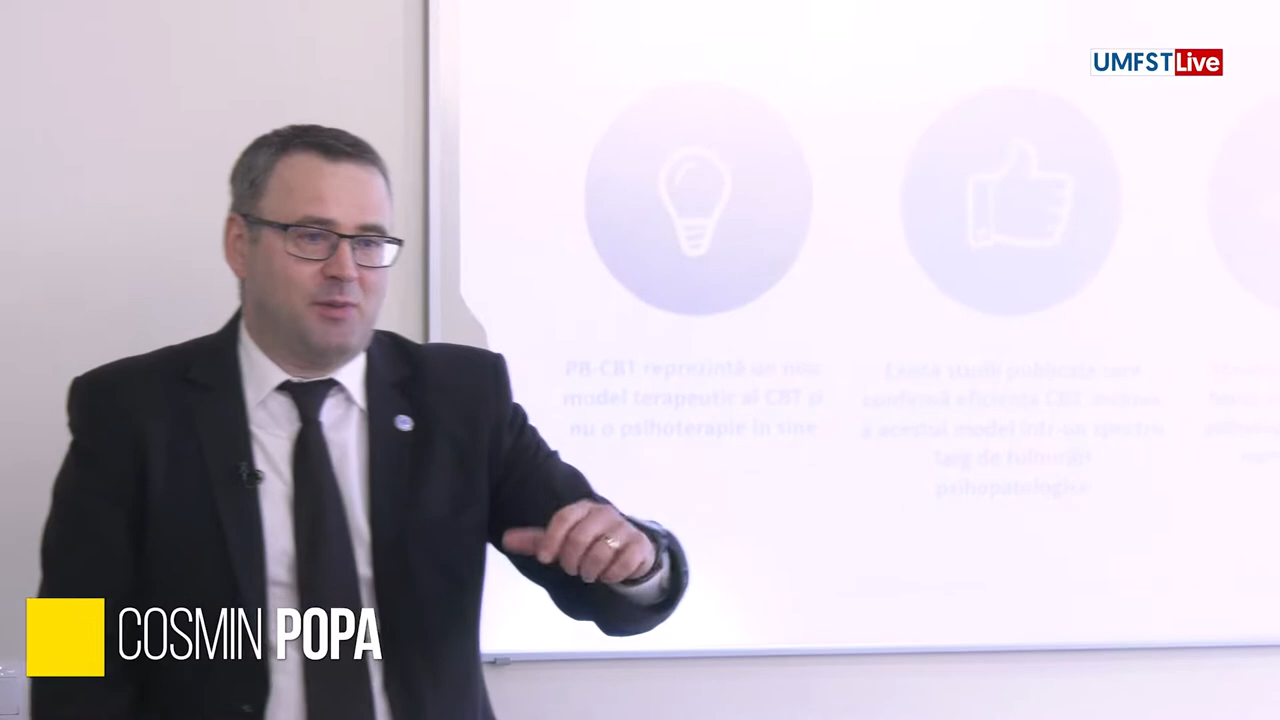 UMFST Live
PR-CBT reprezintă un nou
model terapeutic al CBT și
nu o psihoterapie în sine
Există studii publicate care
confirmă eficiența CBT
a acestui model într-un spectru
larg de tulburări
psihopatologice
COSMIN POPA